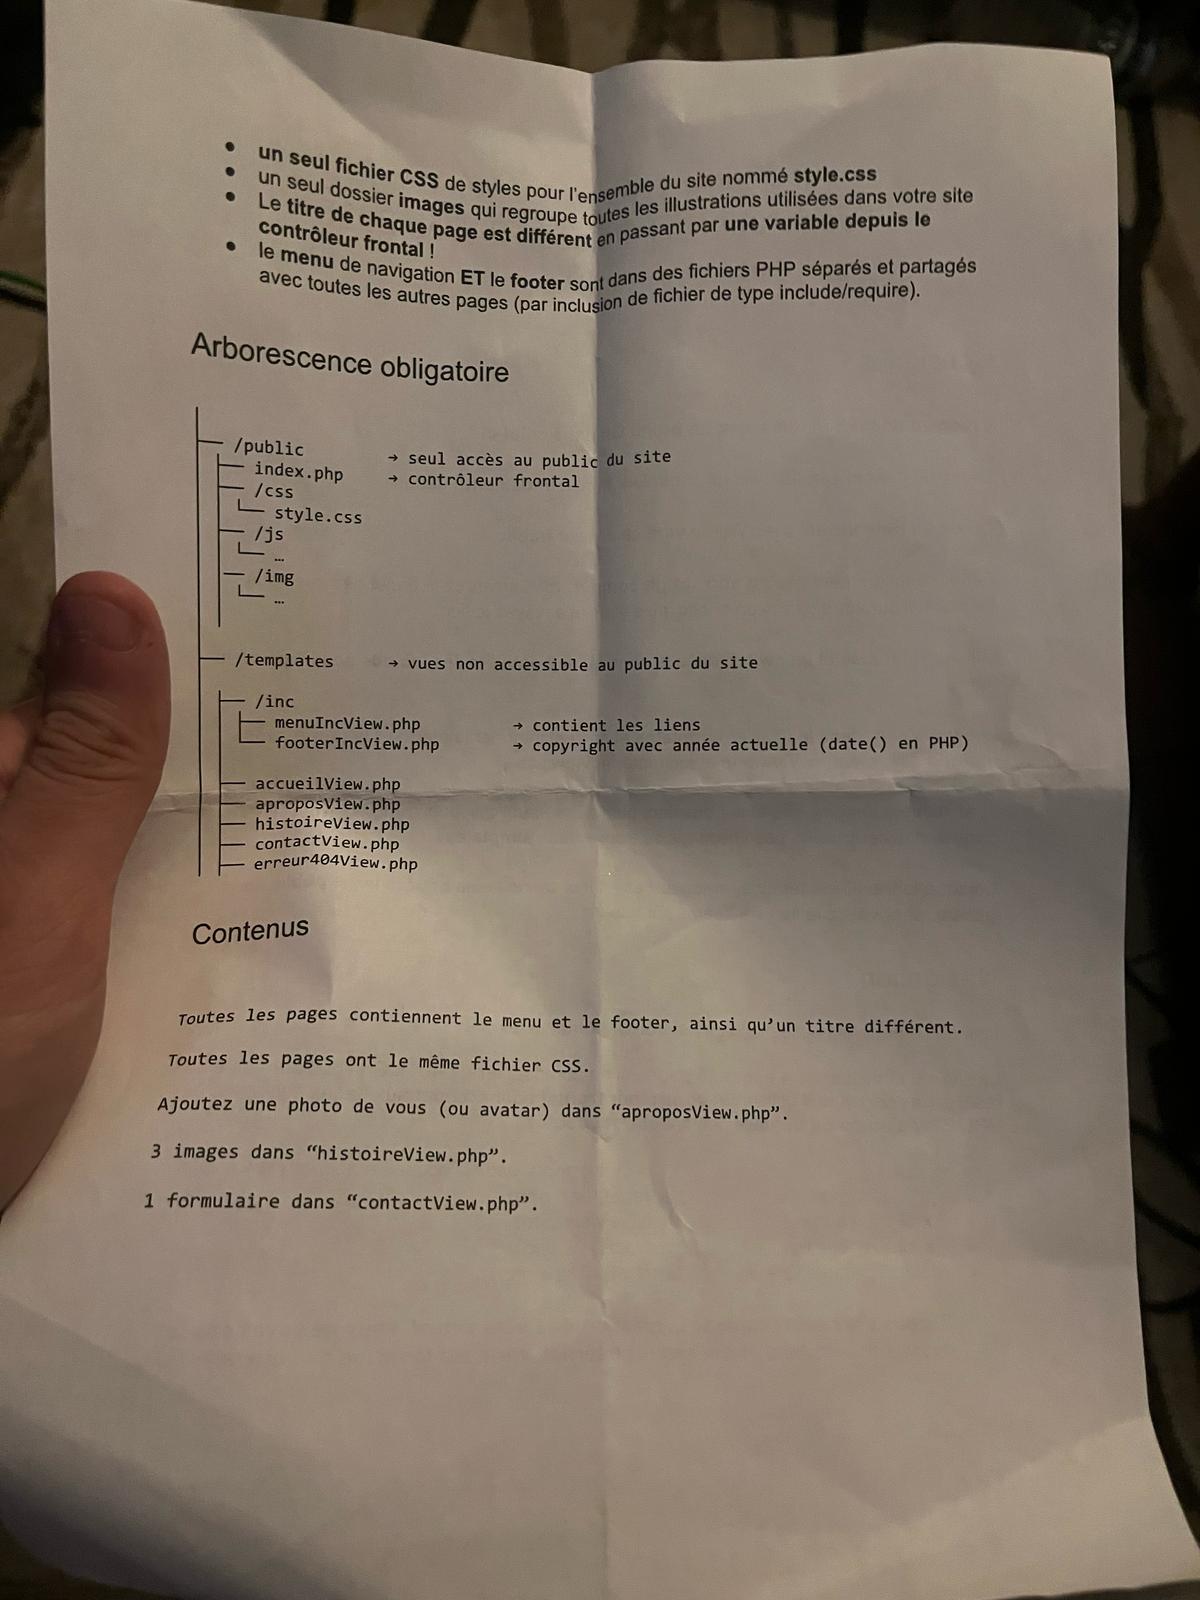 ● un seul fichier CSS de styles pour l'ensemble du site nommé style.css
● un seul dossier images qui regroupe toutes les illustrations utilisées dans votre site
● Le titre de chaque page est différent en passant par une variable depuis le
contrôleur frontal !
● le menu de navigation ET le footer sont dans des fichiers PHP séparés et partagés
avec toutes les autres pages (par inclusion de fichier de type include/require).
Arborescence obligatoire
/public → seul accès au public du site
index.php → contrôleur frontal
/css
style.css
/js
…
/img
…
/templates → vues non accessible au public du site
/inc
menuIncView.php → contient les liens
footerIncView.php → copyright avec année actuelle (date() en PHP)
accueilView.php
aproposView.php
histoireView.php
contactView.php
erreur404View.php
Contenus
Toutes les pages contiennent le menu et le footer, ainsi qu’un titre différent.
Toutes les pages ont le même fichier CSS.
Ajoutez une photo de vous (ou avatar) dans “aproposView.php”.
3 images dans “histoireView.php”.
1 formulaire dans “contactView.php”.